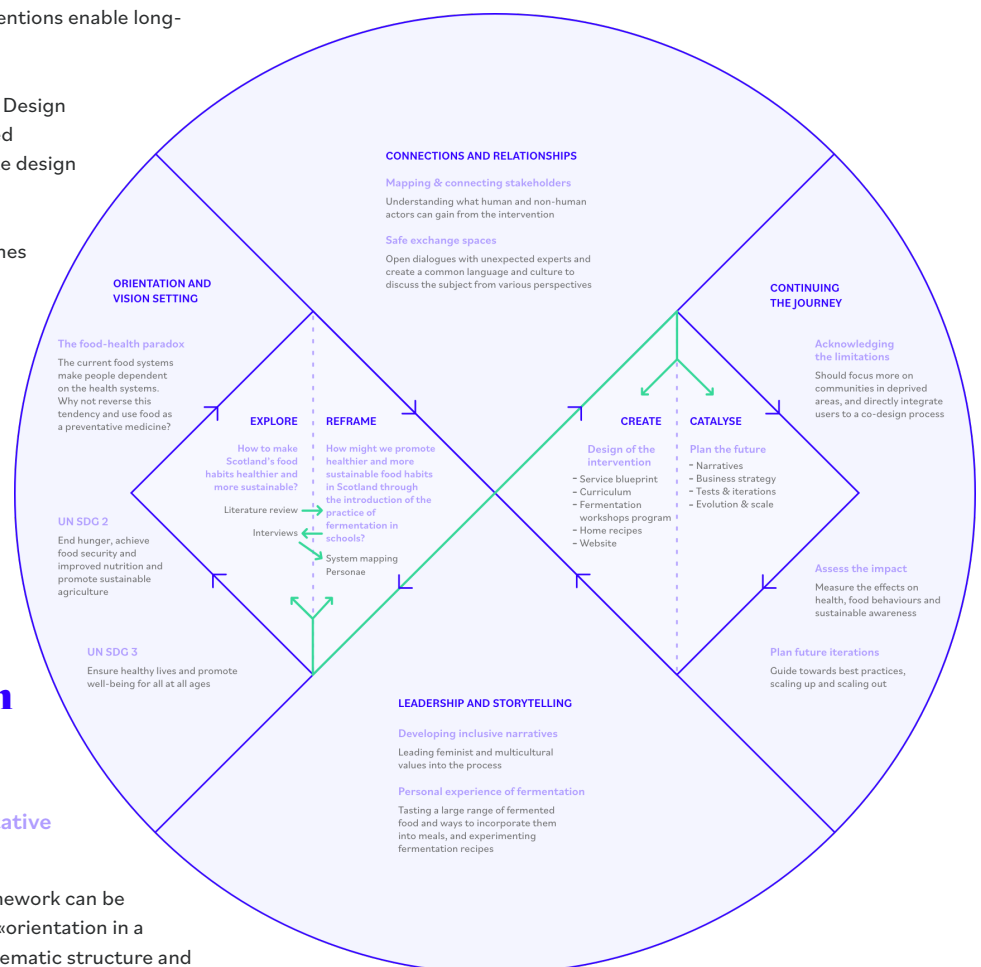 entions enable long-
Design
d
e design
nes
n
ative
nework can be
«orientation in a
ematic structure and
CONNECTIONS AND RELATIONSHIPS
Mapping & connecting stakeholders
Understanding what human and non-human
actors can gain from the intervention
Safe exchange spaces
Open dialogues with unexpected experts and
create a common language and culture to
discuss the subject from various perspectives
ORIENTATION AND
VISION SETTING
The food-health paradox
The current food systems
make people dependent
on the health systems.
Why not reverse this
tendency and use food as
a preventative medicine?
UN SDG 2
End hunger, achieve
food security and
improved nutrition and
promote sustainable
agriculture
UN SDG 3
Ensure healthy lives and promote
well-being for all at all ages
EXPLORE
How to make
Scotland's food
habits healthier and
more sustainable?
Literature review
Interviews
REFRAME
How might we promote
healthier and more
sustainable food habits
in Scotland through
the introduction of the
practice of
fermentation in
schools?
System mapping
Personae
CREATE
Design of the
intervention
- Service blueprint
- Curriculum
- Fermentation
workshops program
- Home recipes
- Website
CATALYSE
Plan the future
- Narratives
- Business strategy
- Tests & iterations
- Evolution & scale
CONTINUING
THE JOURNEY
Acknowledging
the limitations
Should focus more on
communities in deprived
areas, and directly integrate
users to a co-design process
Assess the impact
Measure the effects on
health, food behaviours and
sustainable awareness
Plan future iterations
Guide towards best practices,
scaling up and scaling out
LEADERSHIP AND STORYTELLING
Developing inclusive narratives
Leading feminist and multicultural
values into the process
Personal experience of fermentation
Tasting a large range of fermented
food and ways to incorporate them
into meals, and experimenting
fermentation recipes